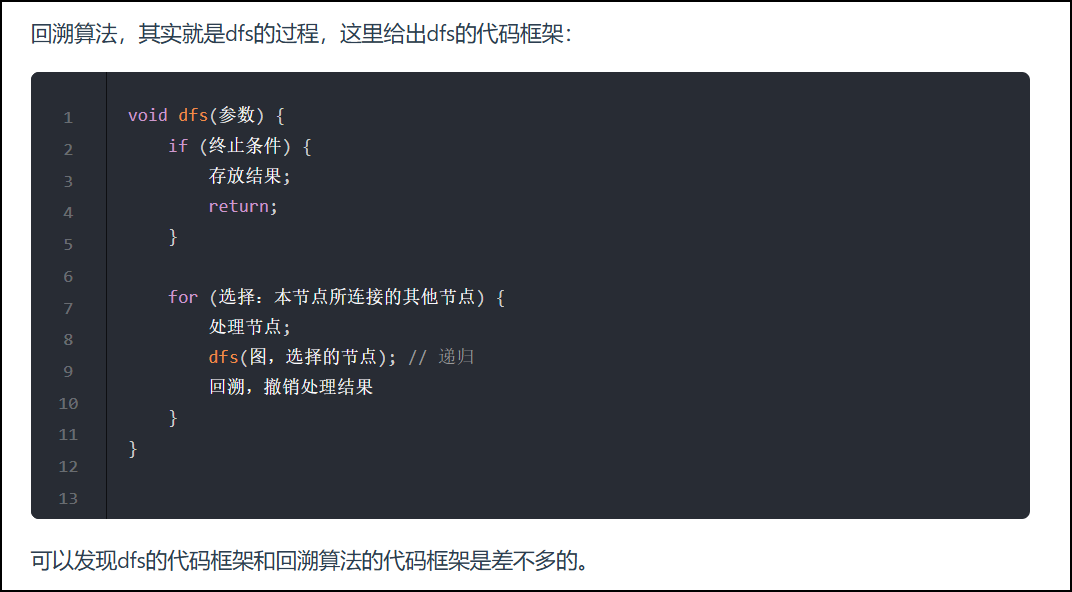 回溯算法，其实就是dfs的过程，这里给出dfs的代码框架：
1 void dfs(参数) {
2 if (终止条件) {
3 存放结果;
4 return;
5 }
6
7 for (选择：本节点所连接的其他节点) {
8 处理节点;
9 dfs(图，选择的节点); // 递归
10 回溯，撤销处理结果
11 }
12 }
13
可以发现dfs的代码框架和回溯算法的代码框架是差不多的。